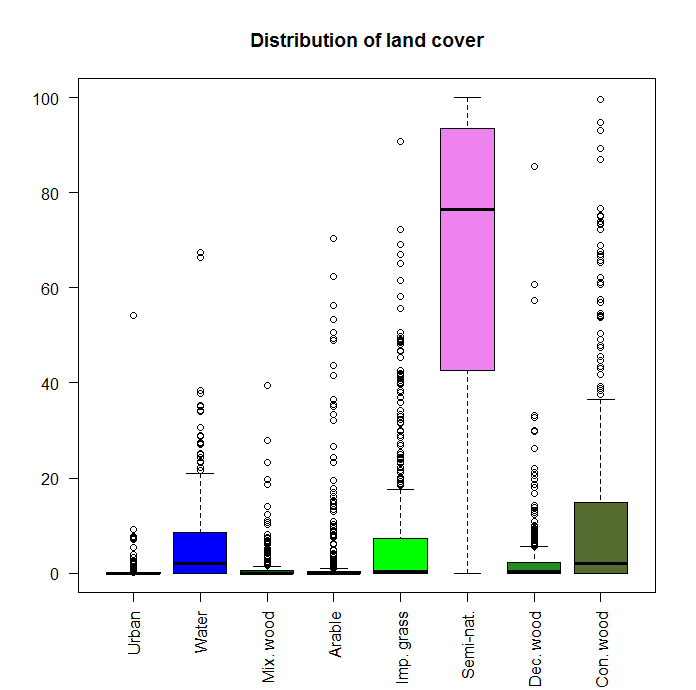 Distribution of land cover
100
80
60
40
20
0
Urban
Water
Mix. wood
Arable
Imp. grass
Semi-nat.
Dec. wood
Con. wood